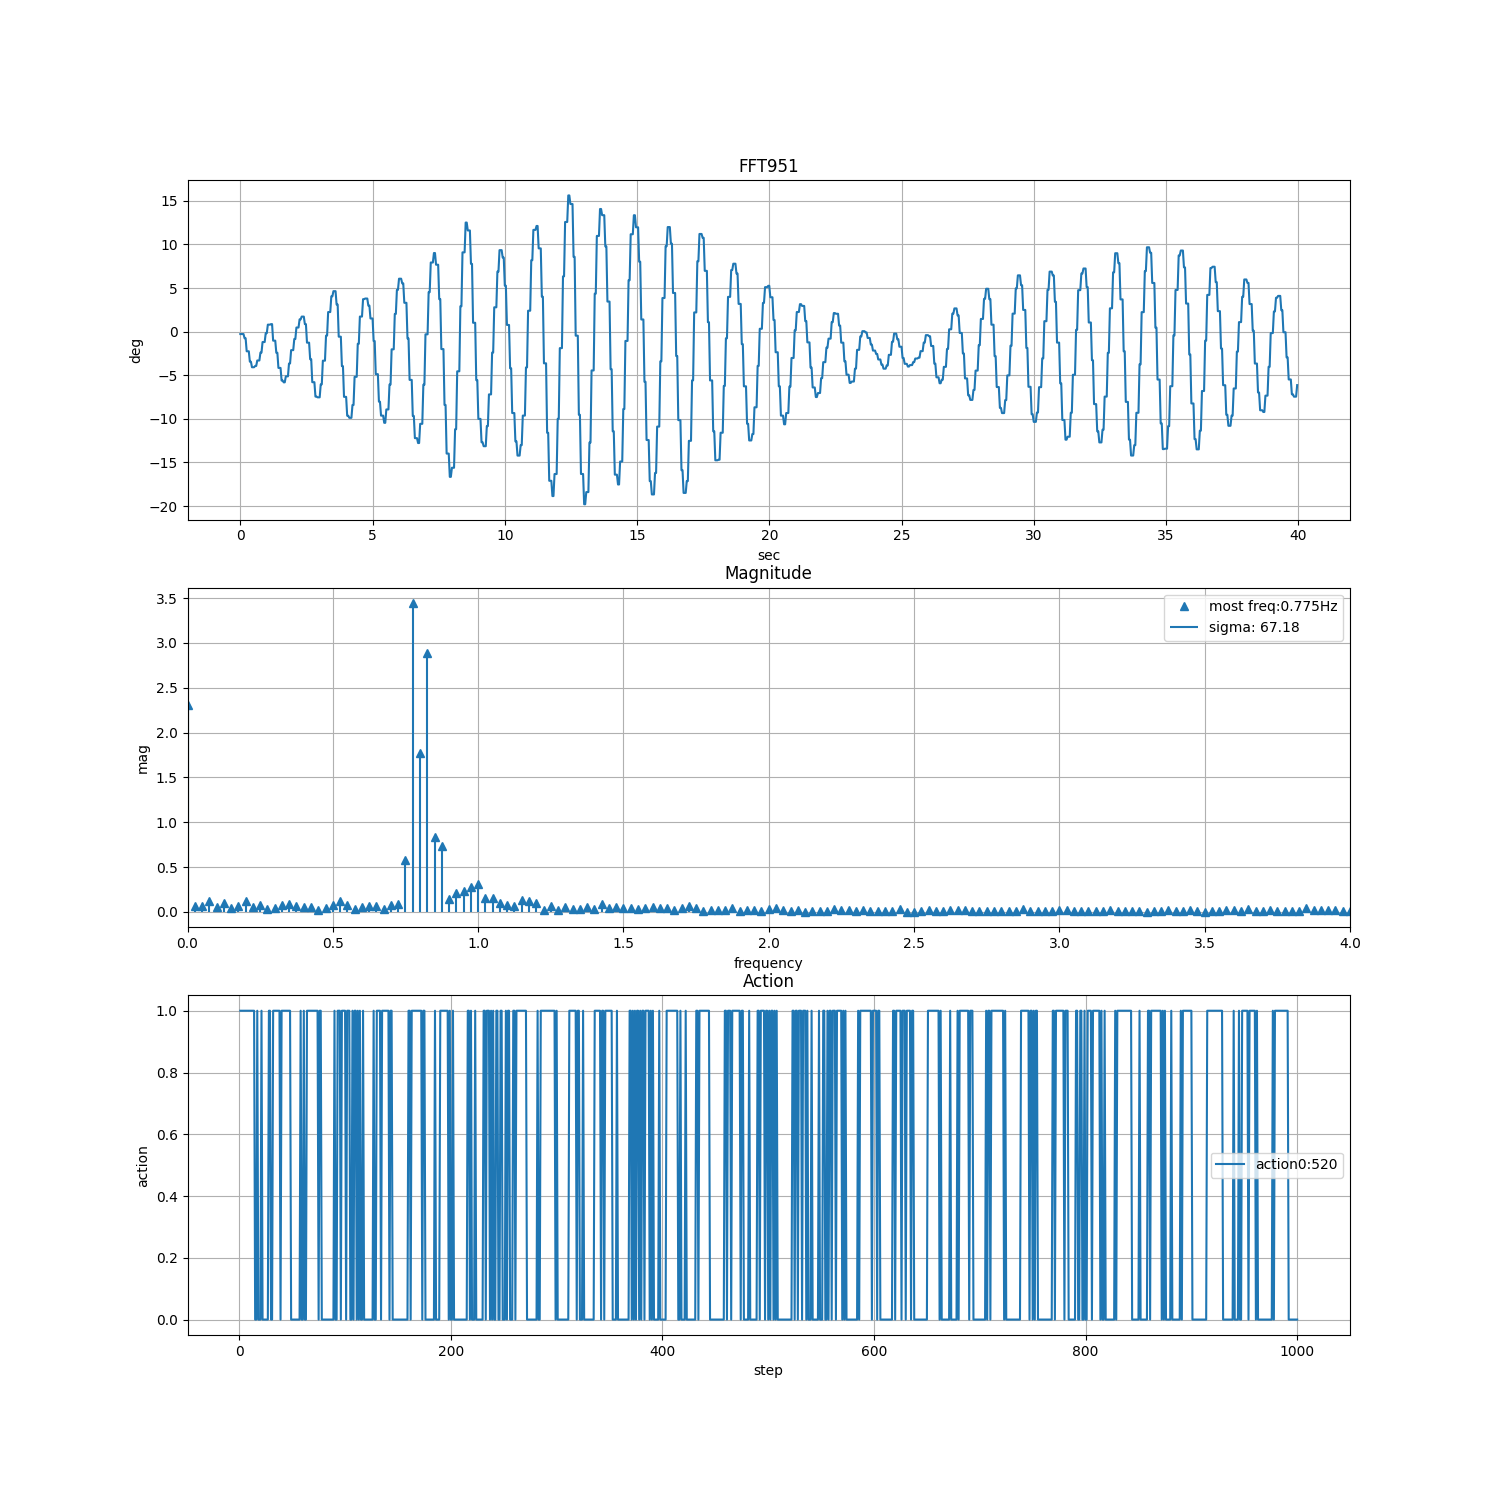 FFT951
15
10
5
0
−5
−10
−15
−20
deg
0 5 10 15 20 25 30 35 40
sec
Magnitude
3.5
3.0
2.5
2.0
1.5
1.0
0.5
0.0
mag
most freq:0.775Hz
sigma: 67.18
0.0 0.5 1.0 1.5 2.0 2.5 3.0 3.5 4.0
frequency
Action
1.0
0.8
0.6
0.4
0.2
0.0
action
action0:520
0 200 400 600 800 1000
step